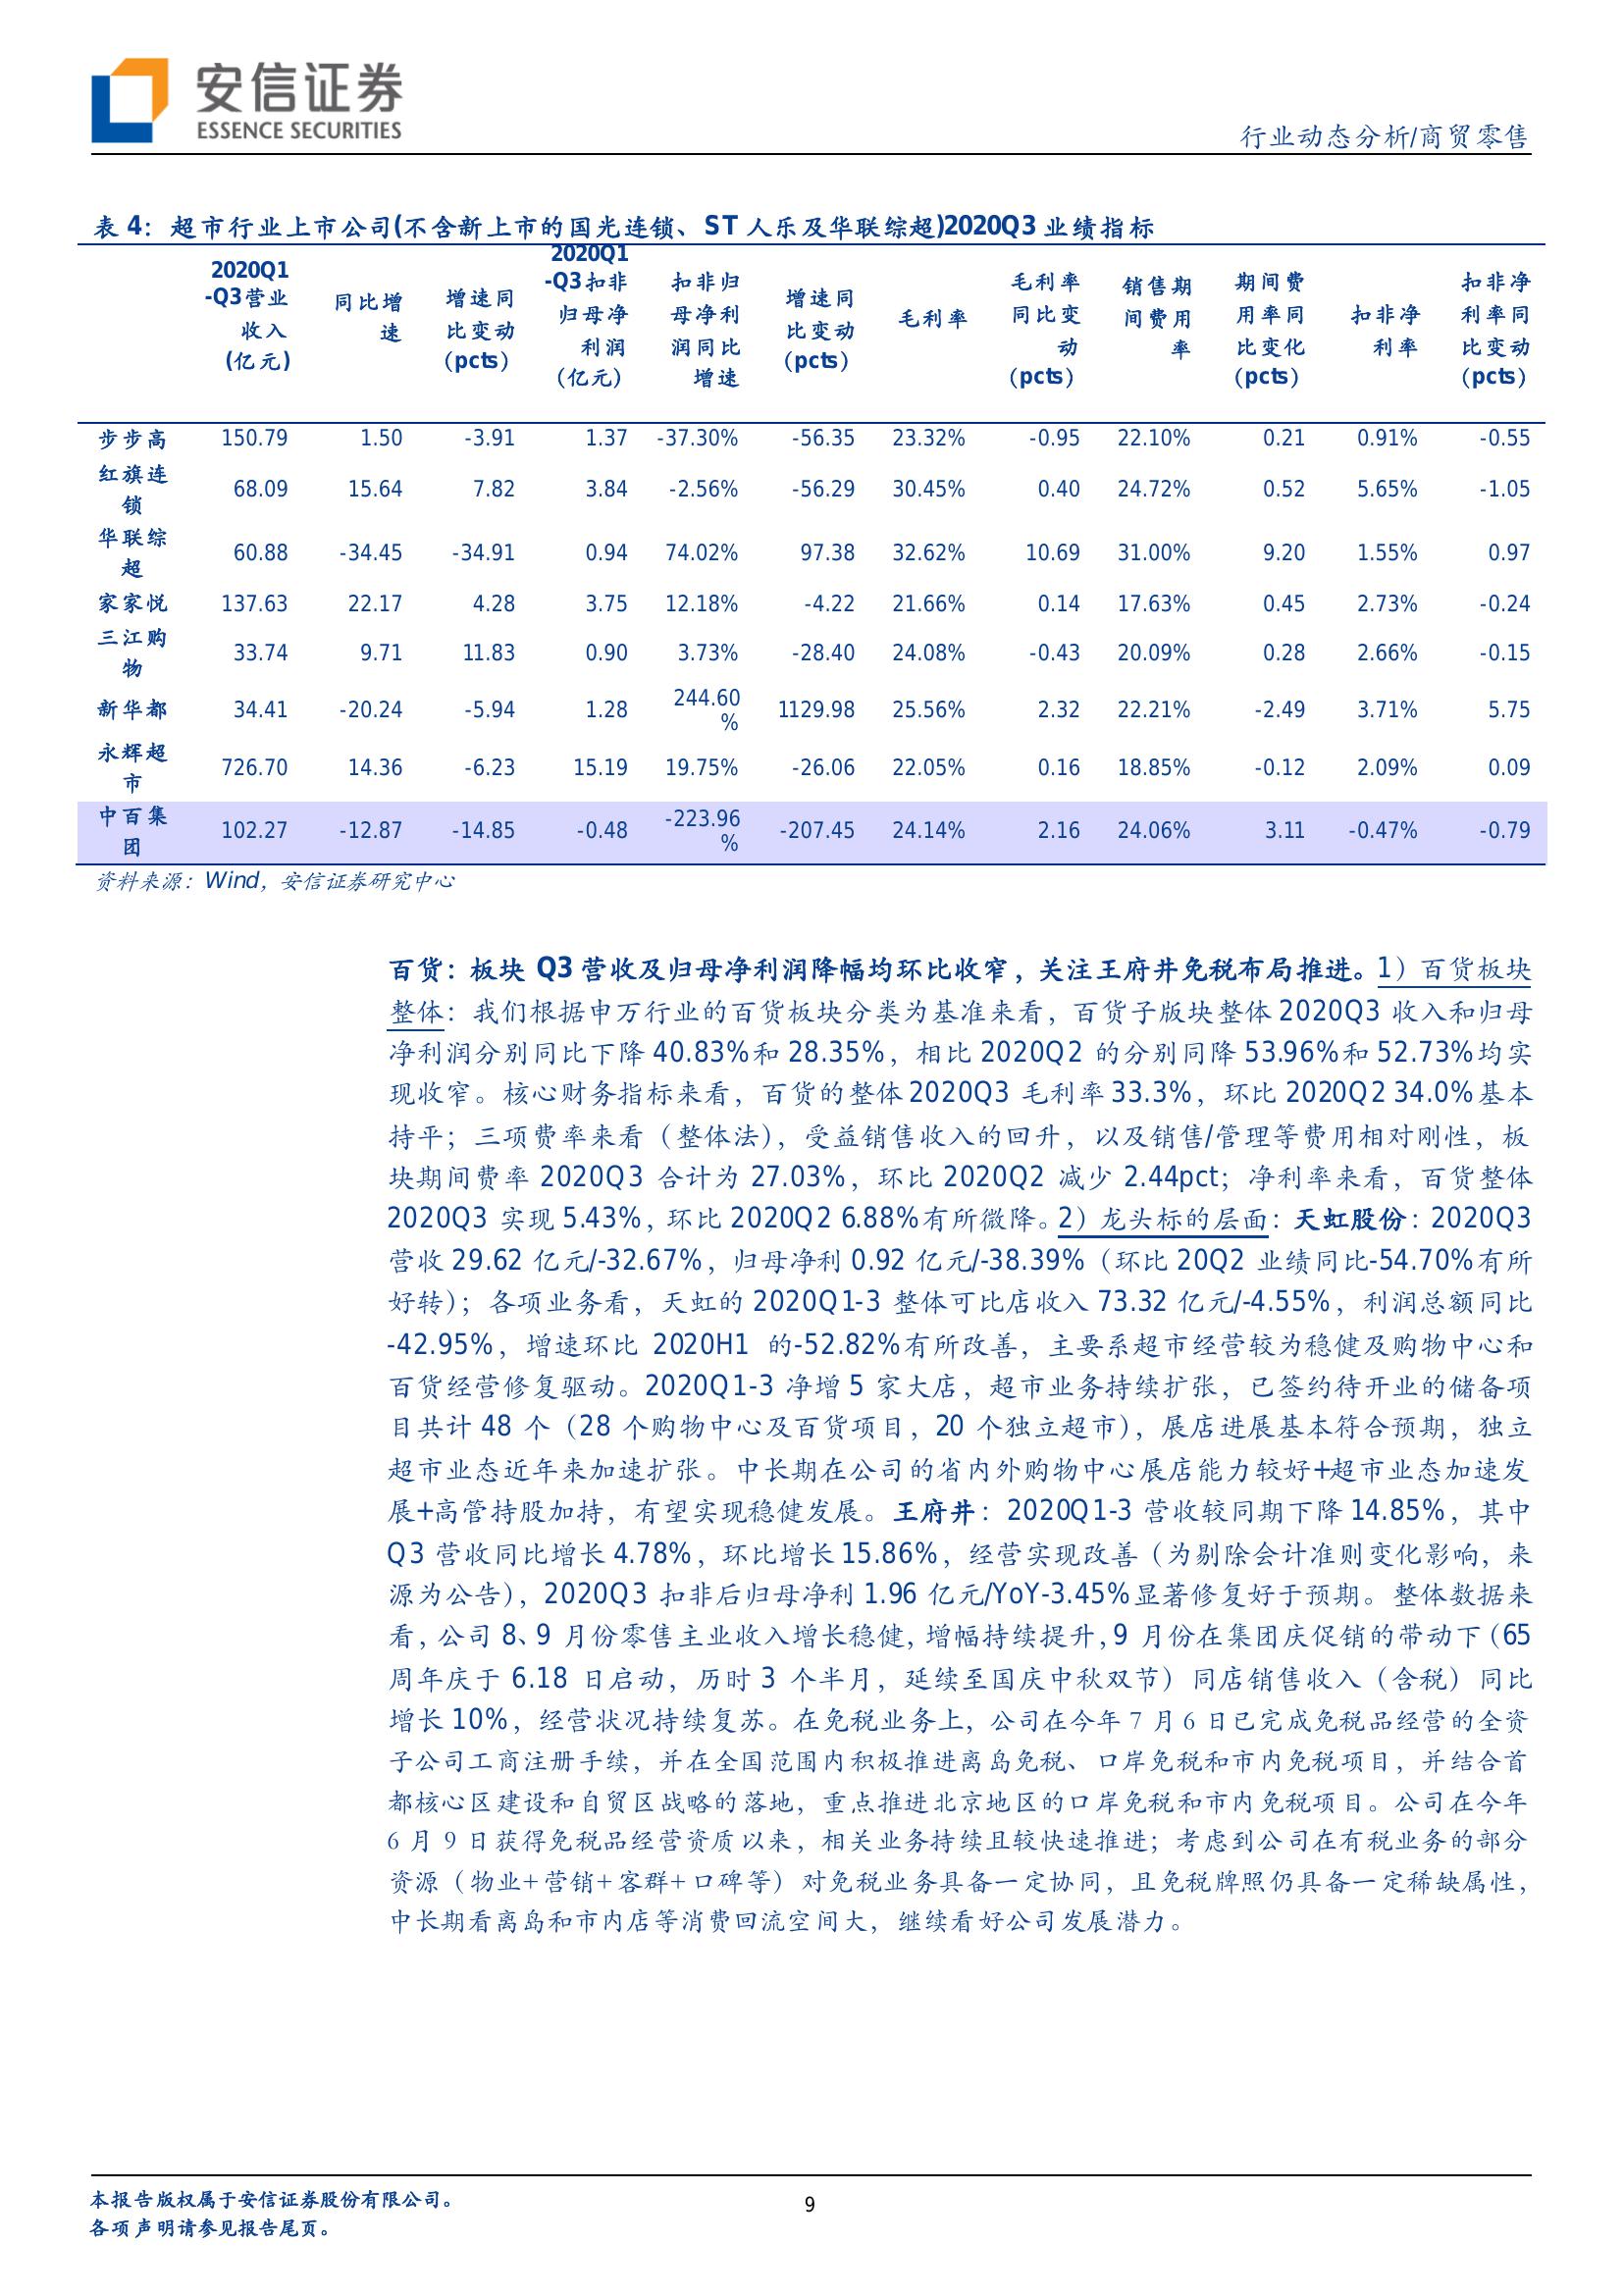 安信证券
ESSENCE SECURITIES
行业动态分析/商贸零售
表 4：超市行业上市公司(不含新上市的国光连锁、ST 人乐及华联综超)2020Q3 业绩指标
2020Q1-Q3营业收入(亿元) 同比增速 增速同比变动(pcts) 2020Q1-Q3扣非归母净利润(亿元) 扣非归母净利润同比增速 增速同比变动(pcts) 毛利率 毛利率同比变动(pcts) 销售期间费用率 期间费用率同比变化(pcts) 扣非净利率 扣非净利率同比变动(pcts)
步步高 150.79 1.50 -3.91 1.37 -37.30% -56.35 23.32% -0.95 22.10% 0.21 0.91% -0.55
红旗连锁 68.09 15.64 7.82 3.84 -2.56% -56.29 30.45% 0.40 24.72% 0.52 5.65% -1.05
华联综超 60.88 -34.45 -34.91 0.94 74.02% 97.38 32.62% 10.69 31.00% 9.20 1.55% 0.97
家家悦 137.63 22.17 4.28 3.75 12.18% -4.22 21.66% 0.14 17.63% 0.45 2.73% -0.24
三江购物 33.74 9.71 11.83 0.90 3.73% -28.40 24.08% -0.43 20.09% 0.28 2.66% -0.15
新华都 34.41 -20.24 -5.94 1.28 244.60% 1129.98 25.56% 2.32 22.21% -2.49 3.71% 5.75
永辉超市 726.70 14.36 -6.23 15.19 19.75% -26.06 22.05% 0.16 18.85% -0.12 2.09% 0.09
中百集团 102.27 -12.87 -14.85 -0.48 -223.96% -207.45 24.14% 2.16 24.06% 3.11 -0.47% -0.79
资料来源：Wind，安信证券研究中心
百货：板块 Q3 营收及归母净利润降幅均环比收窄，关注王府井免税布局推进。1）百货板块
整体：我们根据申万行业的百货板块分类为基准来看，百货子版块整体 2020Q3 收入和归母
净利润分别同比下降 40.83%和 28.35%，相比 2020Q2 的分别同降 53.96%和 52.73%均实
现收窄。核心财务指标来看，百货的整体 2020Q3 毛利率 33.3%，环比 2020Q2 34.0%基本
持平；三项费率来看（整体法），受益销售收入的回升，以及销售/管理等费用相对刚性，板
块期间费率 2020Q3 合计为 27.03%，环比 2020Q2 减少 2.44pct；净利率来看，百货整体
2020Q3 实现 5.43%，环比 2020Q2 6.88%有所微降。2）龙头标的层面：天虹股份：2020Q3
营收 29.62 亿元/-32.67%，归母净利 0.92 亿元/-38.39%（环比 20Q2 业绩同比-54.70%有所
好转）；各项业务看，天虹的 2020Q1-3 整体可比店收入 73.32 亿元/-4.55%，利润总额同比
-42.95%，增速环比 2020H1 的-52.82%有所改善，主要系超市经营较为稳健及购物中心和
百货经营修复驱动。2020Q1-3 净增 5 家大店，超市业务持续扩张，已签约待开业的储备项
目共计 48 个（28 个购物中心及百货项目，20 个独立超市），展店进展基本符合预期，独立
超市业态近年来加速扩张。中长期在公司的省内外购物中心展店能力较好+超市业态加速发
展+高管持股加持，有望实现稳健发展。王府井：2020Q1-3 营收较同期下降 14.85%，其中
Q3 营收同比增长 4.78%，环比增长 15.86%，经营实现改善（为剔除会计准则变化影响，来
源为公告），2020Q3 扣非后归母净利 1.96 亿元/YoY-3.45%显著修复好于预期。整体数据来
看，公司 8、9 月份零售主业收入增长稳健，增幅持续提升，9 月份在集团庆促销的带动下（65
周年庆于 6.18 日启动，历时 3 个半月，延续至国庆中秋双节）同店销售收入（含税）同比
增长 10%，经营状况持续复苏。在免税业务上，公司在今年 7 月 6 日已完成免税品经营的全资
子公司工商注册手续，并在全国范围内积极推进离岛免税、口岸免税和市内免税项目，并结合首
都核心区建设和自贸区战略的落地，重点推进北京地区的口岸免税和市内免税项目。公司在今年
6 月 9 日获得免税品经营资质以来，相关业务持续且较快速推进；考虑到公司在有税业务的部分
资源（物业+营销+客群+口碑等）对免税业务具备一定协同，且免税牌照仍具备一定稀缺属性，
中长期看离岛和市内店等消费回流空间大，继续看好公司发展潜力。
本报告版权属于安信证券股份有限公司。
各项声明请参见报告尾页。
9